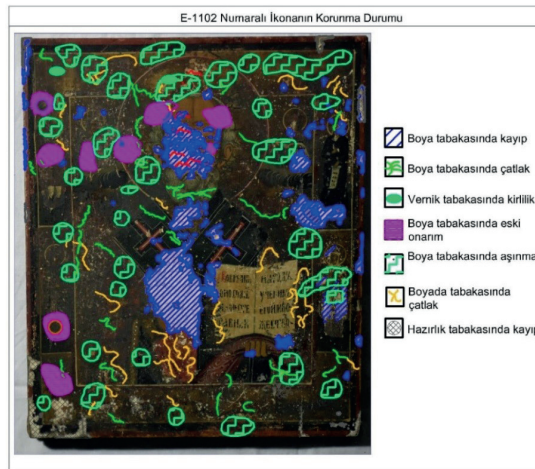 E-1102 Numaralı İkonanın Korunma Durumu
Boya tabakasında kayıp
Boya tabakasında çatlak
Vernik tabakasında kirlilik
Boya tabakasında eski
onarım
Boya tabakasında aşınma
Boyada tabakasında
çatlak
Hazırlık tabakasında kayıp